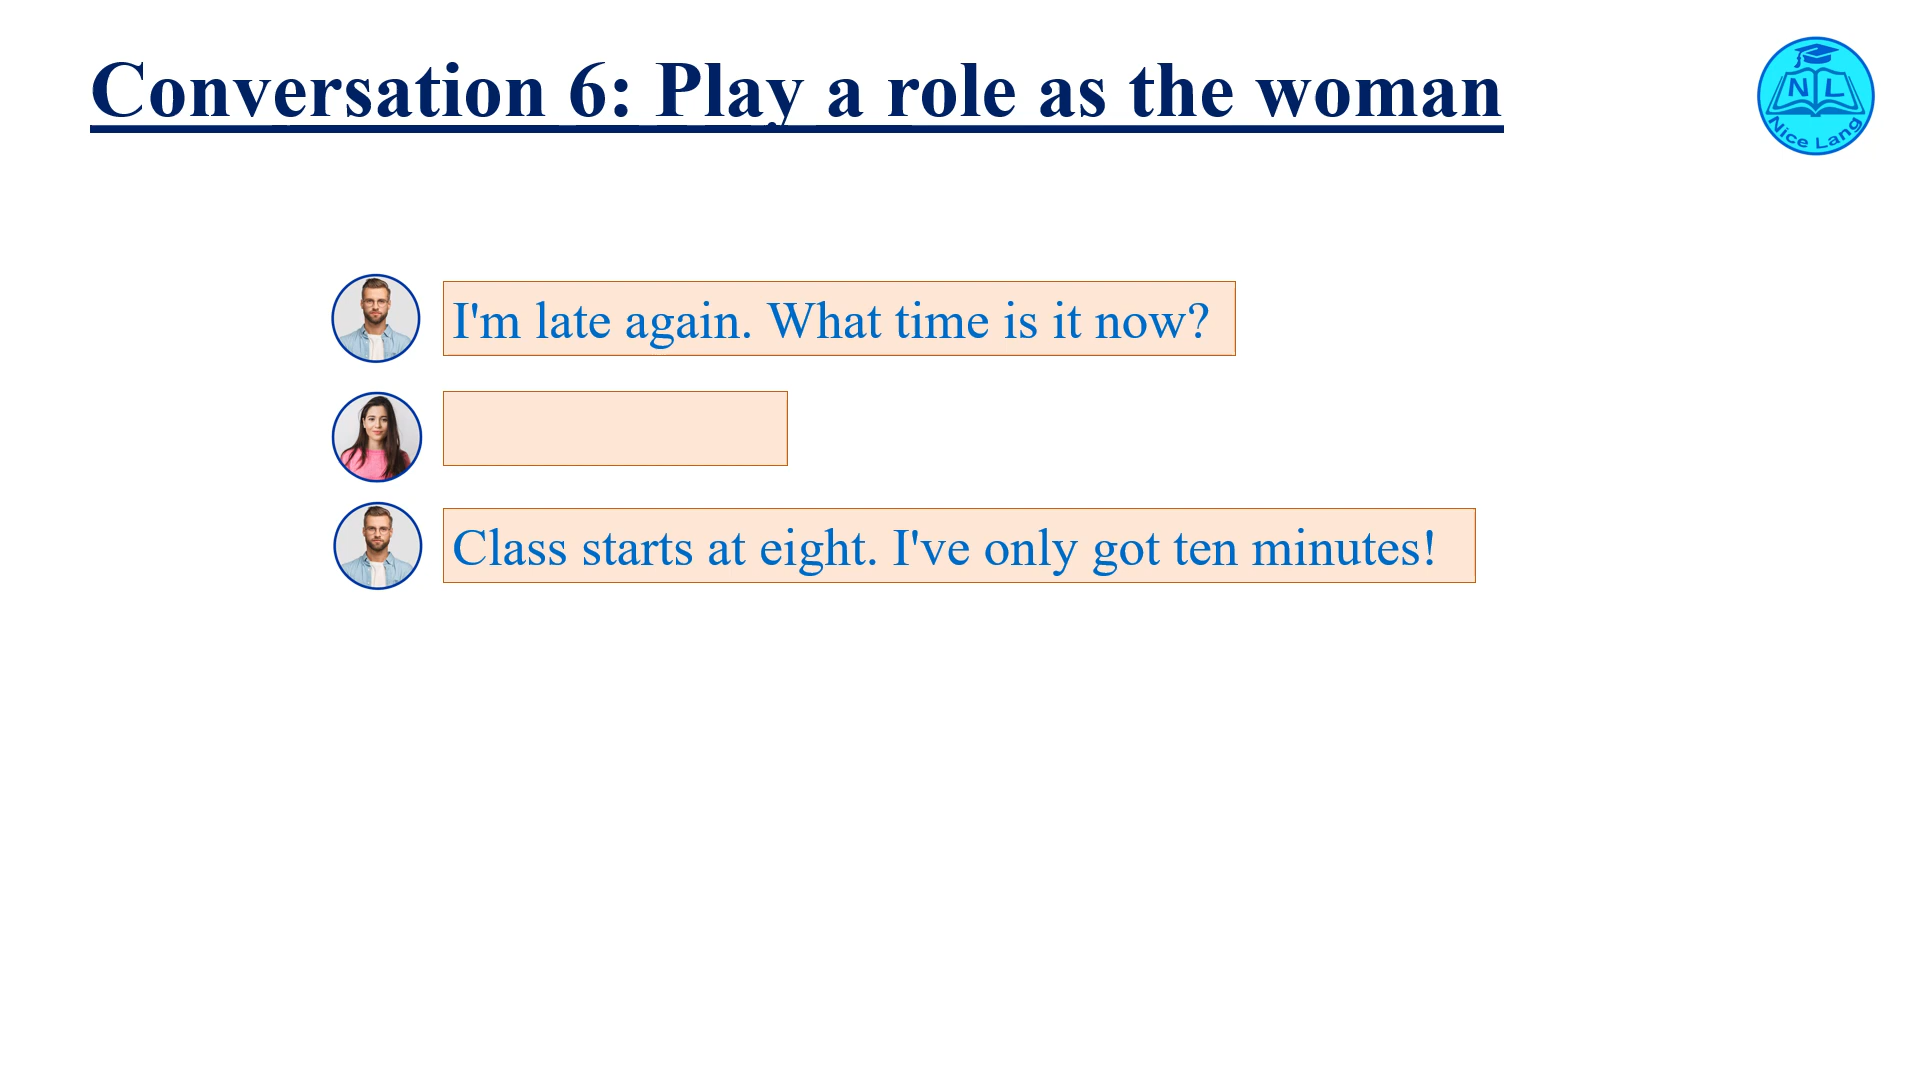 Conversation 6: Play a role as the woman
N L
Nice Lang
I'm late again. What time is it now?
Class starts at eight. I've only got ten minutes!